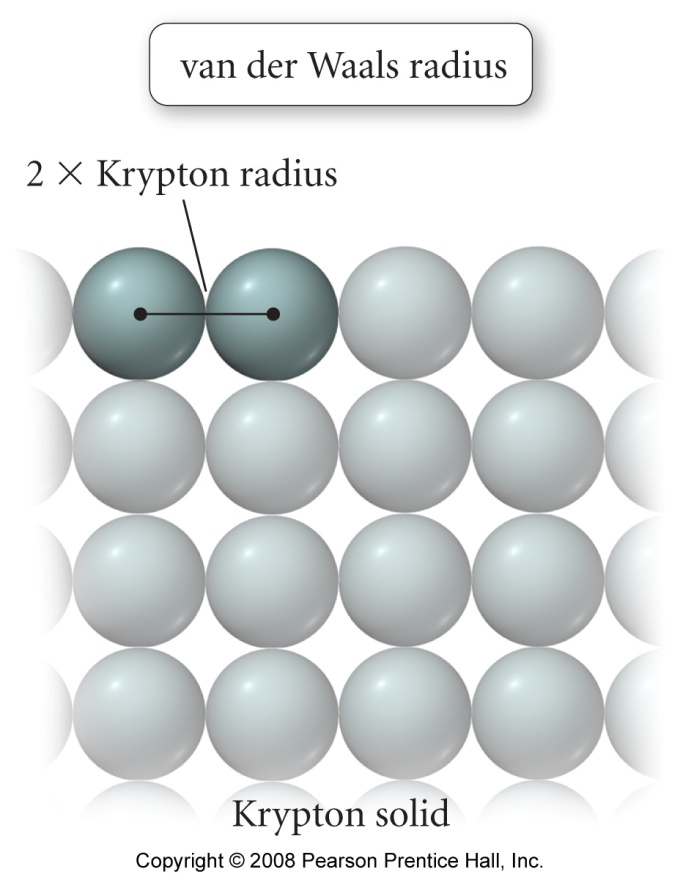 van der Waals radius
2 × Krypton radius
Krypton solid
Copyright © 2008 Pearson Prentice Hall, Inc.